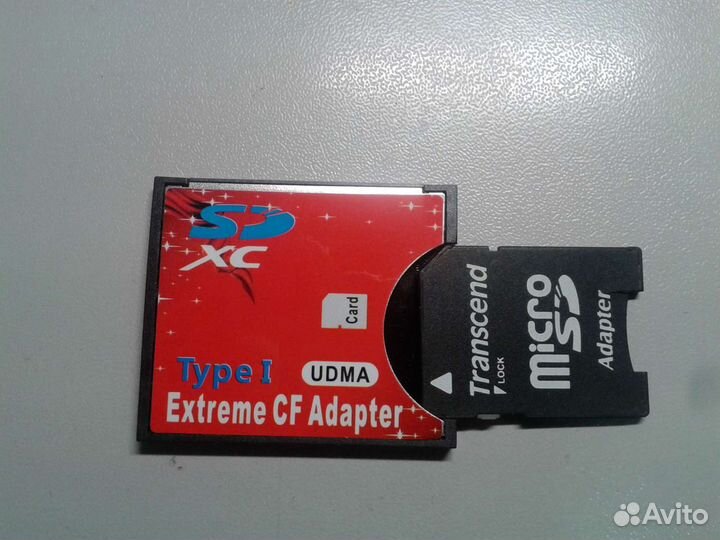 SD
XC
Card
Type I
UDMA
Extreme CF Adapter
Transcend
LOCK
micro
SD
Adapter
Avito